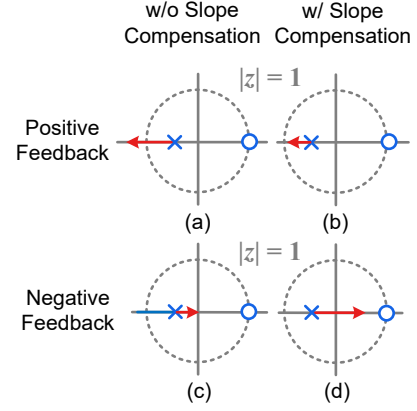 w/o Slope Compensation
w/ Slope Compensation
|z| = 1
Positive Feedback
(a)
(b)
|z| = 1
Negative Feedback
(c)
(d)